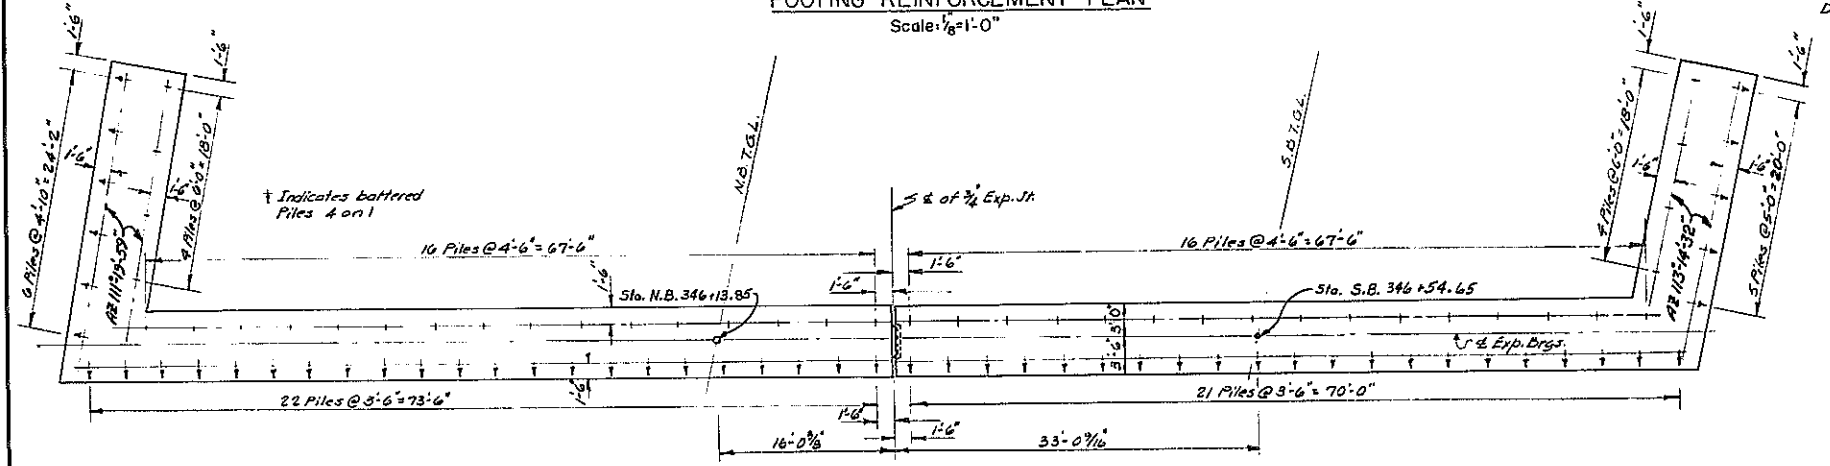 FOOTING REINFORCEMENT PLAN
Scale: 1/8"=1'-0"
1'-6"
1'-6"
1'-6"
1'-6"
6 Piles @ 4'-10" = 24'-2"
1'-6"
1'-6"
4 Piles @ 6'-0" = 18'-0"
AZ 111°-19'-59"
Indicates battered
Piles 4 on 1
N.B. T.G.L.
S.B. T.G.L.
℄ of 3/4" Exp. Jt.
4 Piles @ 6'-0" = 18'-0"
1'-6"
1'-6"
AZ 113°-14'-32"
5 Piles @ 5'-0" = 20'-0"
16 Piles @ 4'-6" = 67'-6"
16 Piles @ 4'-6" = 67'-6"
1'-6"
1'-6"
1'-6"
Sta. N.B. 346+13.85
Sta. S.B. 346+54.65
3'-0"
3'-6"
℄ Exp. Brgs.
1'-6"
22 Piles @ 3'-6" = 73'-6"
21 Piles @ 3'-6" = 70'-0"
1'-6"
1'-6"
16'-0 3/8"
33'-0 9/16"